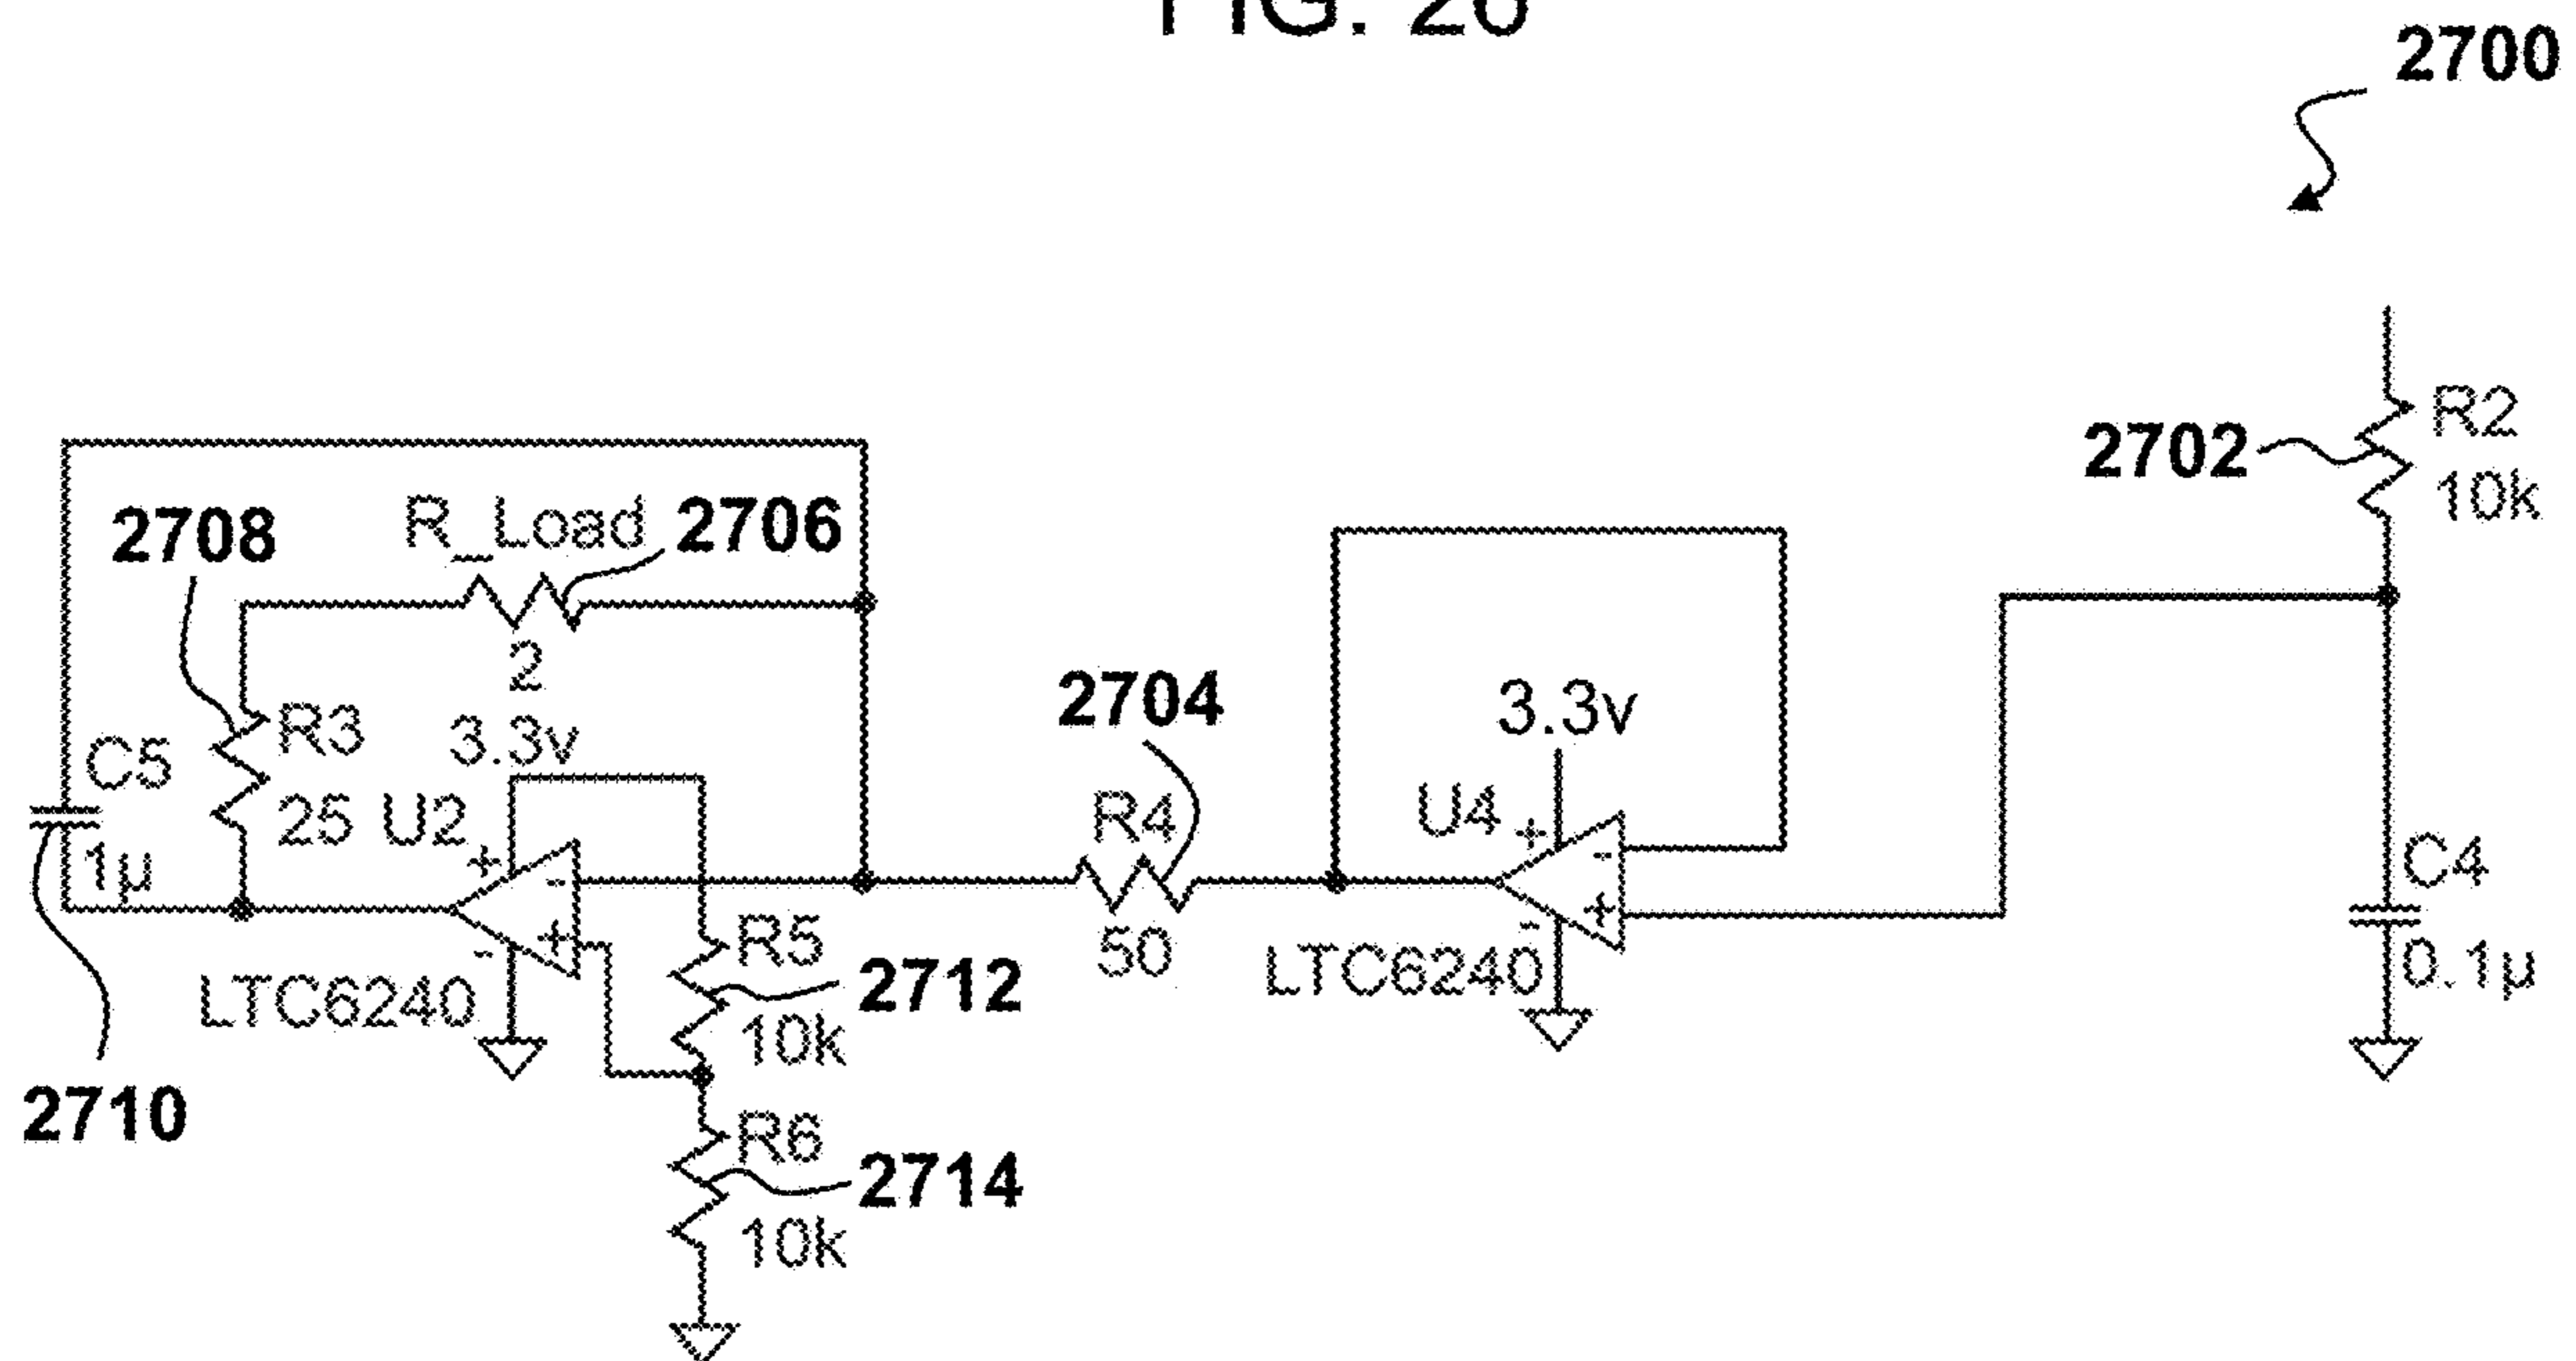 FIG. 26
2700
R2
2702
10k
R_Load
2706
2708
2
2704
3.3v
R3
3.3v
C5
25
U2
R4
U4
+
-
+
1µ
+
-
+
-
50
-
C4
0.1µ
LTC6240
LTC6240
R5
2712
10k
2710
R6
2714
10k